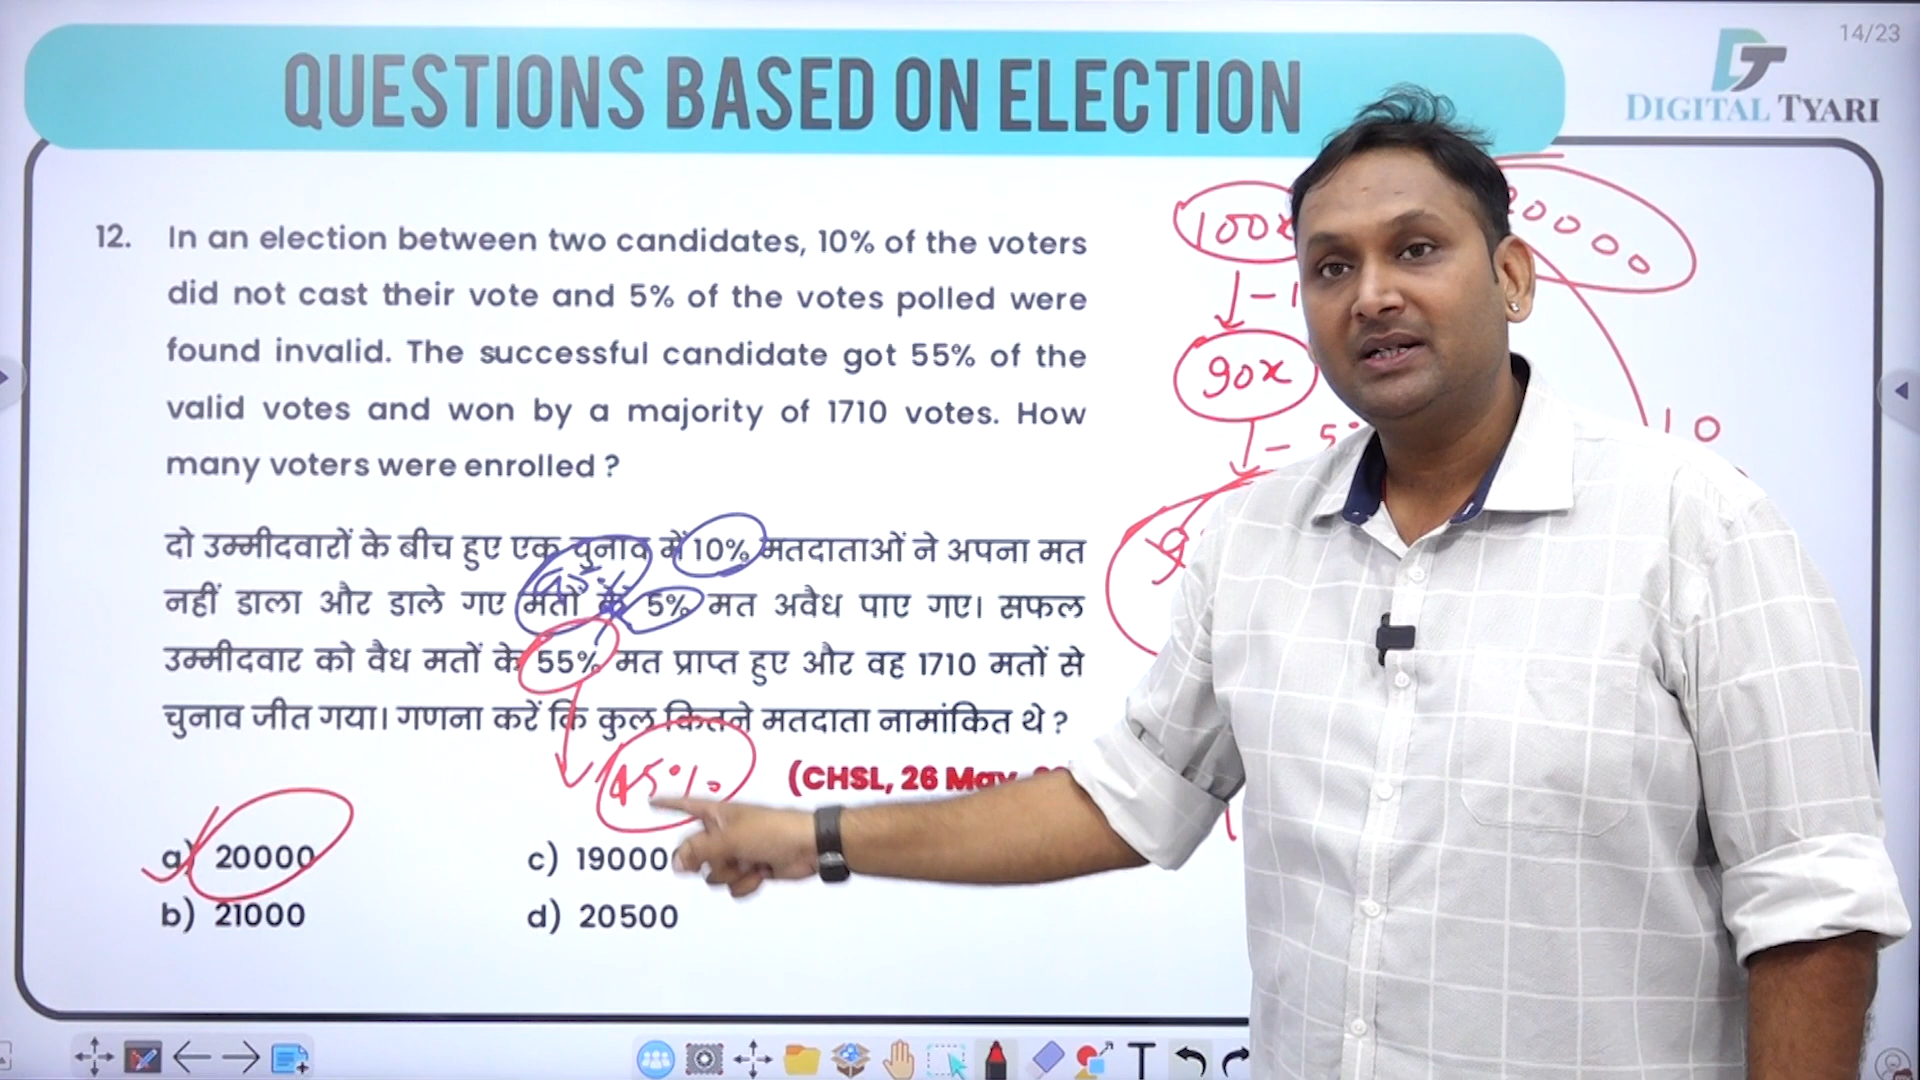 14/23
QUESTIONS BASED ON ELECTION
DIGITAL TYARI
12. In an election between two candidates, 10% of the voters
did not cast their vote and 5% of the votes polled were
found invalid. The successful candidate got 55% of the
valid votes and won by a majority of 1710 votes. How
many voters were enrolled ?
दो उम्मीदवारों के बीच हुए एक चुनाव में 10% मतदाताओं ने अपना मत
नहीं डाला और डाले गए मतों के 5% मत अवैध पाए गए। सफल
उम्मीदवार को वैध मतों के 55% मत प्राप्त हुए और वह 1710 मतों से
चुनाव जीत गया। गणना करें कि कुल कितने मतदाता नामांकित थे ?
45%
(CHSL, 26 May
a) 20000
c) 19000
b) 21000
d) 20500
100x
90x
- 5
10